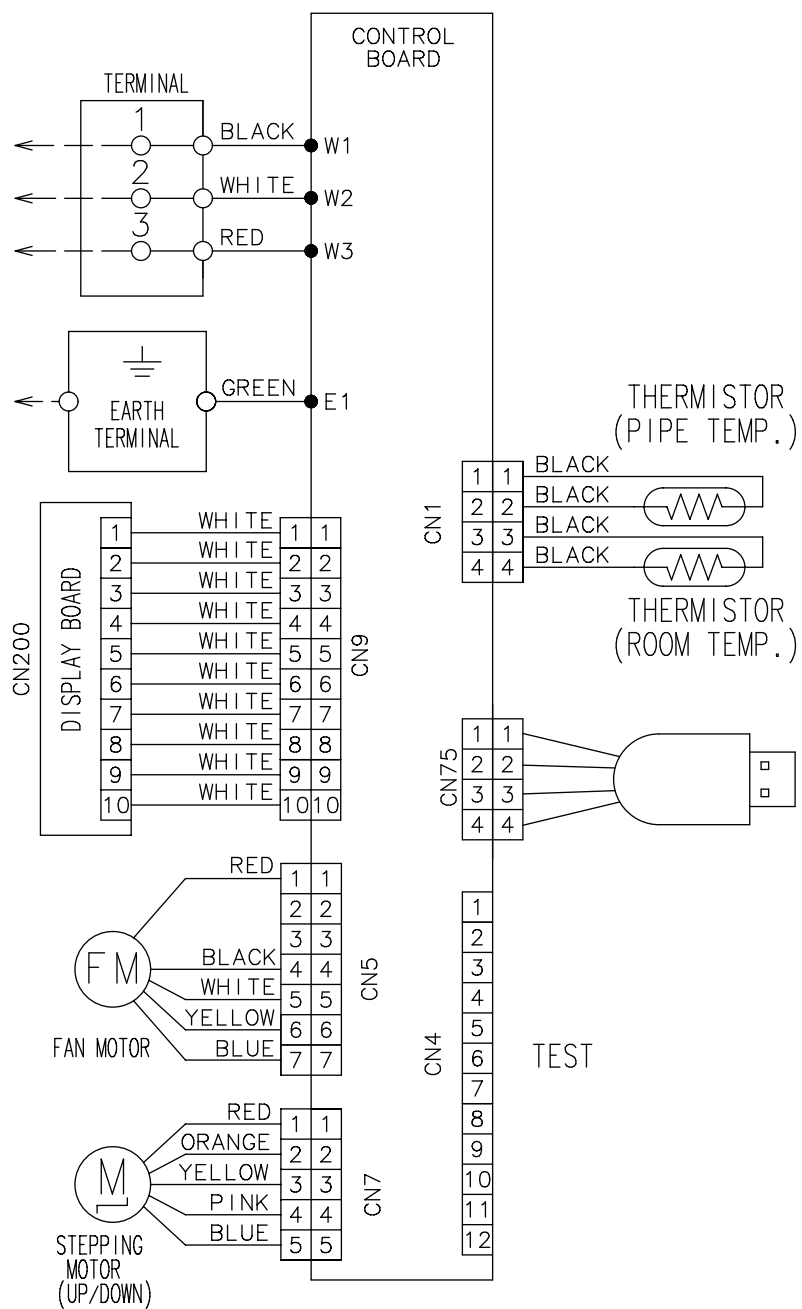 CONTROL
BOARD
TERMINAL
1 BLACK W1
2 WHITE W2
3 RED W3
EARTH
TERMINAL
GREEN E1
THERMISTOR
(PIPE TEMP.)
CN1
1 1 BLACK
2 2 BLACK
3 3 BLACK
4 4 BLACK
THERMISTOR
(ROOM TEMP.)
CN200
DISPLAY BOARD
1 WHITE 1 1
2 WHITE 2 2
3 WHITE 3 3
4 WHITE 4 4
5 WHITE 5 5
6 WHITE 6 6
7 WHITE 7 7
8 WHITE 8 8
9 WHITE 9 9
10 WHITE 10 10
CN9
CN75
1 1
2 2
3 3
4 4
FM
FAN MOTOR
RED 1 1
2 2
3 3
BLACK 4 4
WHITE 5 5
YELLOW 6 6
BLUE 7 7
CN5
CN4
1
2
3
4
5
6
7
8
9
10
11
12
TEST
M
STEPPING
MOTOR
(UP/DOWN)
RED 1 1
ORANGE 2 2
YELLOW 3 3
PINK 4 4
BLUE 5 5
CN7